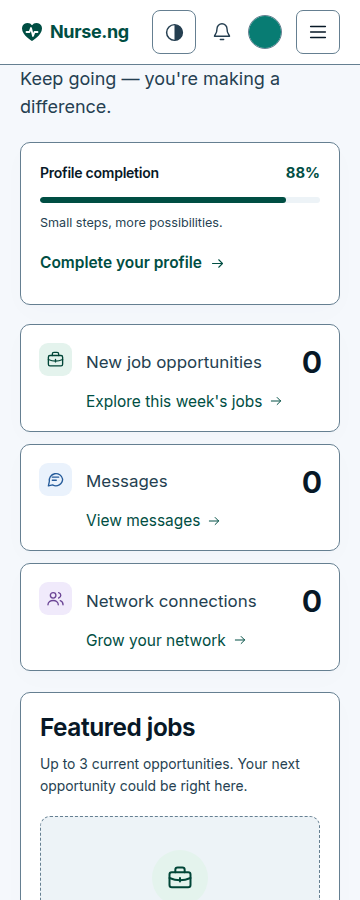 Nurse.ng
Keep going — you're making a
difference.
Profile completion
88%
Small steps, more possibilities.
Complete your profile →
New job opportunities
0
Explore this week's jobs →
Messages
0
View messages →
Network connections
0
Grow your network →
Featured jobs
Up to 3 current opportunities. Your next
opportunity could be right here.